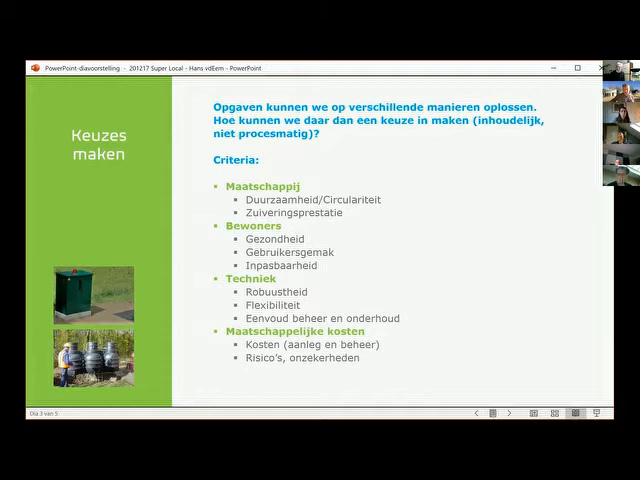 PowerPoint-diavoorstelling - 201217 Super Local - Hans vdEem - PowerPoint
Keuzes
maken
Opgaven kunnen we op verschillende manieren oplossen.
Hoe kunnen we daar dan een keuze in maken (inhoudelijk,
niet procesmatig)?
Criteria:
Maatschappij
Duurzaamheid/Circulariteit
Zuiveringsprestatie
Bewoners
Gezondheid
Gebruikersgemak
Inpasbaarheid
Techniek
Robuustheid
Flexibiliteit
Eenvoud beheer en onderhoud
Maatschappelijke kosten
Kosten (aanleg en beheer)
Risico's, onzekerheden
Dia 3 van 5